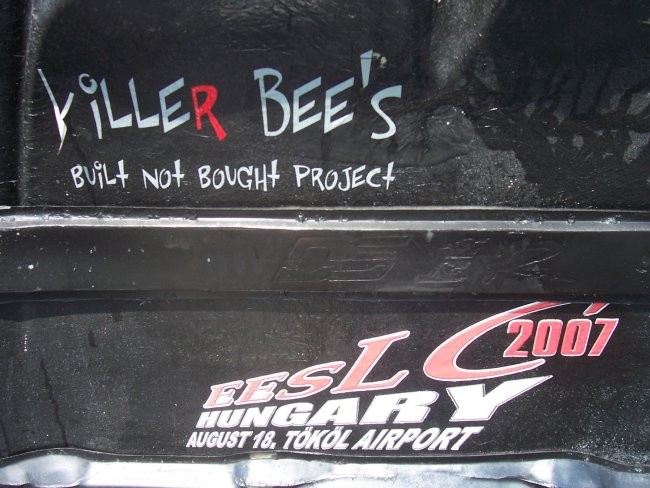 KiLLER BEE's
BuiLt Not BOUGHt PROJECt
2007
EESLC
HUNGARY
AUGUST 18. TÖKÖL AIRPORT